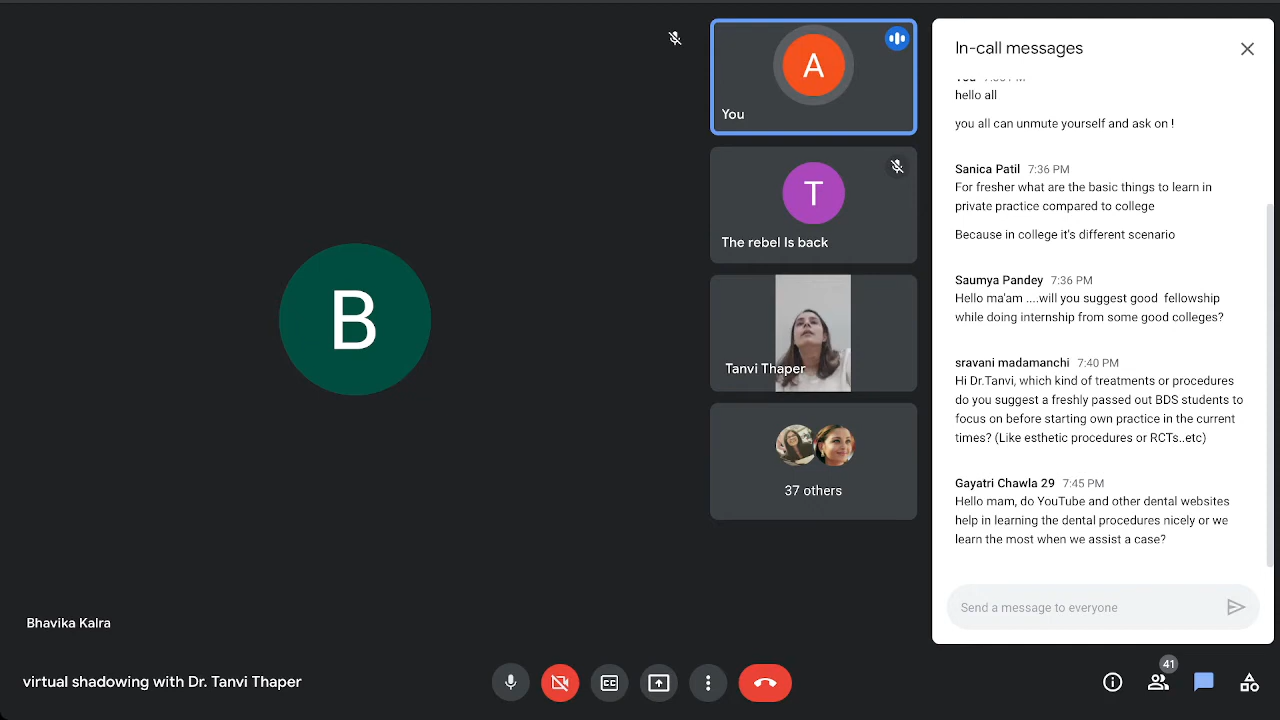 B
Bhavika Kalra
virtual shadowing with Dr. Tanvi Thaper
A
You
T
The rebel Is back
Tanvi Thaper
37 others
In-call messages
hello all
you all can unmute yourself and ask on !
Sanica Patil 7:36 PM
For fresher what are the basic things to learn in
private practice compared to college
Because in college it's different scenario
Saumya Pandey 7:36 PM
Hello ma'am ....will you suggest good fellowship
while doing internship from some good colleges?
sravani madamanchi 7:40 PM
Hi Dr.Tanvi, which kind of treatments or procedures
do you suggest a freshly passed out BDS students to
focus on before starting own practice in the current
times? (Like esthetic procedures or RCTs..etc)
Gayatri Chawla 29 7:45 PM
Hello mam, do YouTube and other dental websites
help in learning the dental procedures nicely or we
learn the most when we assist a case?
Send a message to everyone
CC
41